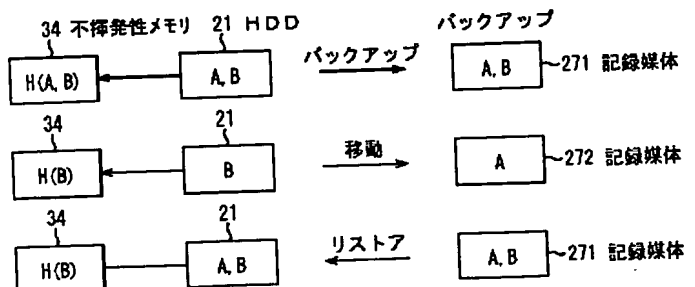 34 不揮発性メモリ 21 HDD バックアップ
H(A, B) A, B バックアップ A, B 271 記録媒体
34 21
H(B) B 移動 A 272 記録媒体
34 21
H(B) A, B リストア A, B 271 記録媒体